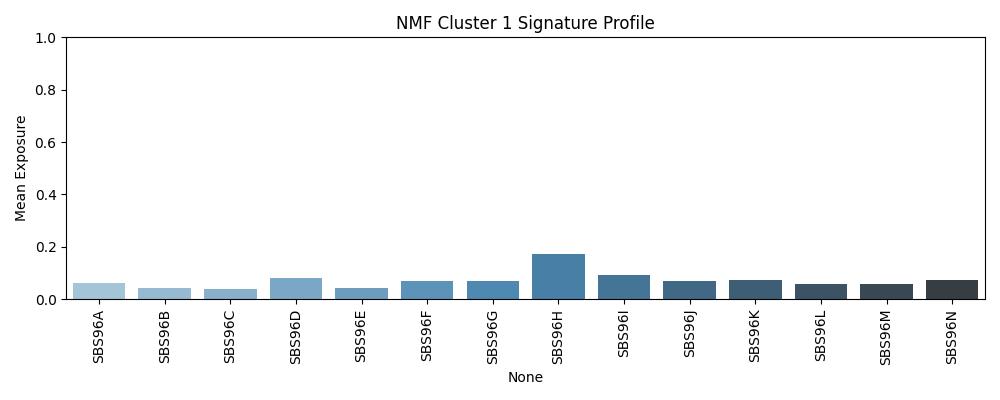 NMF Cluster 1 Signature Profile
Mean Exposure
1.0
0.8
0.6
0.4
0.2
0.0
SBS96A
SBS96B
SBS96C
SBS96D
SBS96E
SBS96F
SBS96G
SBS96H
SBS96I
SBS96J
SBS96K
SBS96L
SBS96M
SBS96N
None